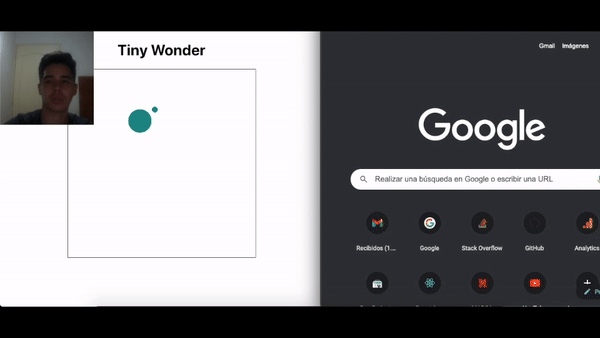 Tiny Wonder
Gmail Imágenes
Google
Realizar una búsqueda en Google o escribir una URL
Recibidos (1... Google Stack Overflow GitHub Analytics